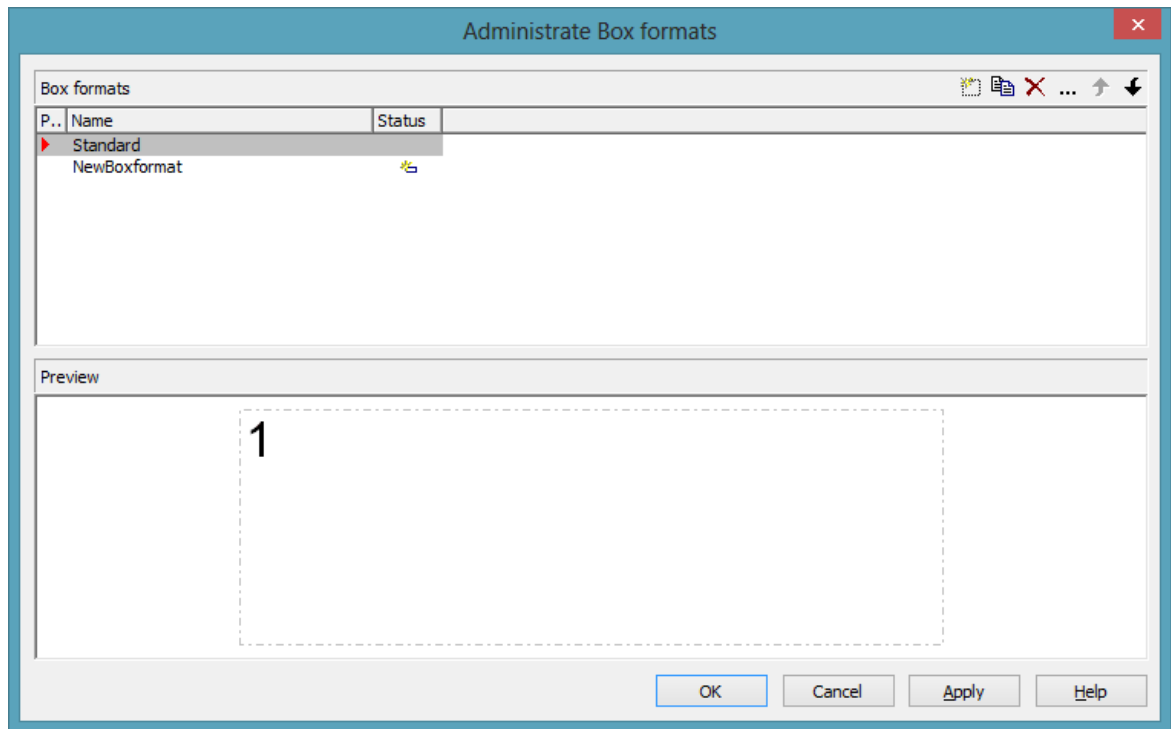 Administrate Box formats
Box formats
P.. Name Status
Standard
NewBoxformat
Preview
1
OK Cancel Apply Help